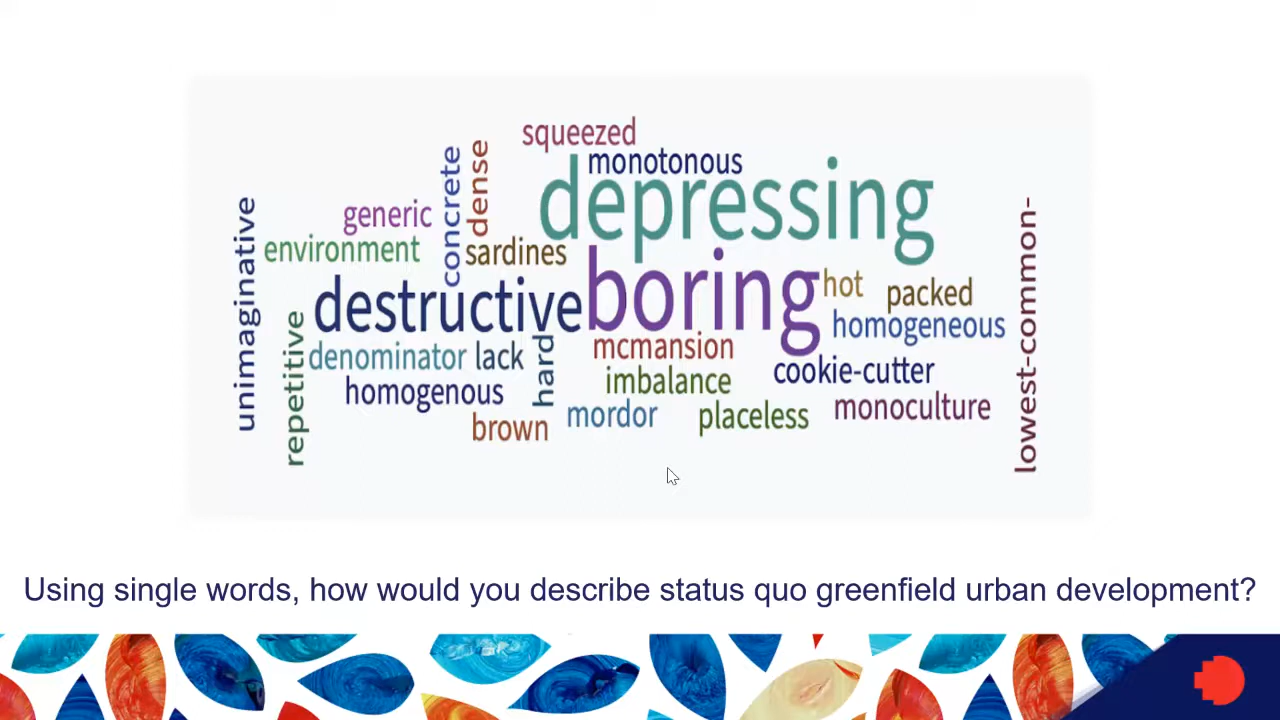 squeezed
monotonous
depressing
concrete
dense
generic
environment
sardines
unimaginative
destructive
boring
hot
packed
homogeneous
lowest-common-
repetitive
denominator
lack
hard
mcmansion
imbalance
cookie-cutter
homogenous
brown
mordor
placeless
monoculture
Using single words, how would you describe status quo greenfield urban development?